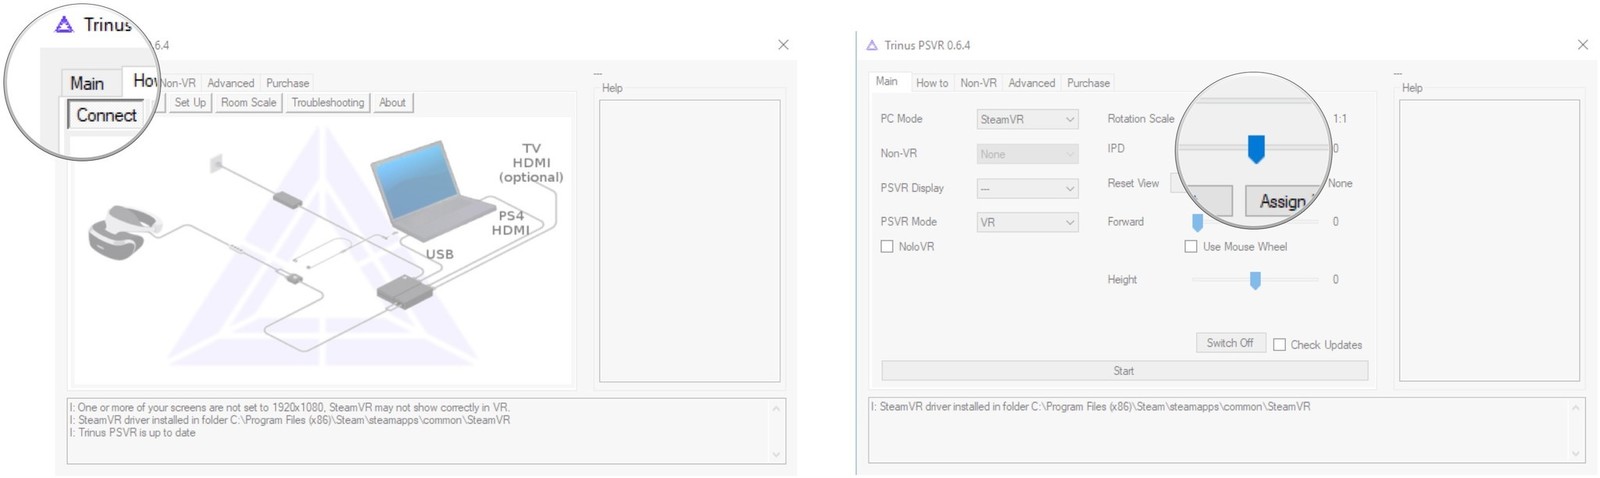 Trinus
.6.4
Main
How
Non-VR
Advanced
Purchase
Connect
Set Up
Room Scale
Troubleshooting
About
TV
HDMI
(optional)
PS4
HDMI
USB
Help
I: One or more of your screens are not set to 1920x1080, SteamVR may not show correctly in VR.
I: SteamVR driver installed in folder C:\Program Files (x86)\Steam\steamapps\common\SteamVR
I: Trinus PSVR is up to date
Trinus PSVR 0.6.4
Main
How to
Non-VR
Advanced
Purchase
Help
PC Mode
SteamVR
Rotation Scale
1:1
Non-VR
None
IPD
0
PSVR Display
---
Reset View
Assign
None
PSVR Mode
VR
Forward
0
NoloVR
Use Mouse Wheel
Height
0
Switch Off
Check Updates
Start
I: SteamVR driver installed in folder C:\Program Files (x86)\Steam\steamapps\common\SteamVR